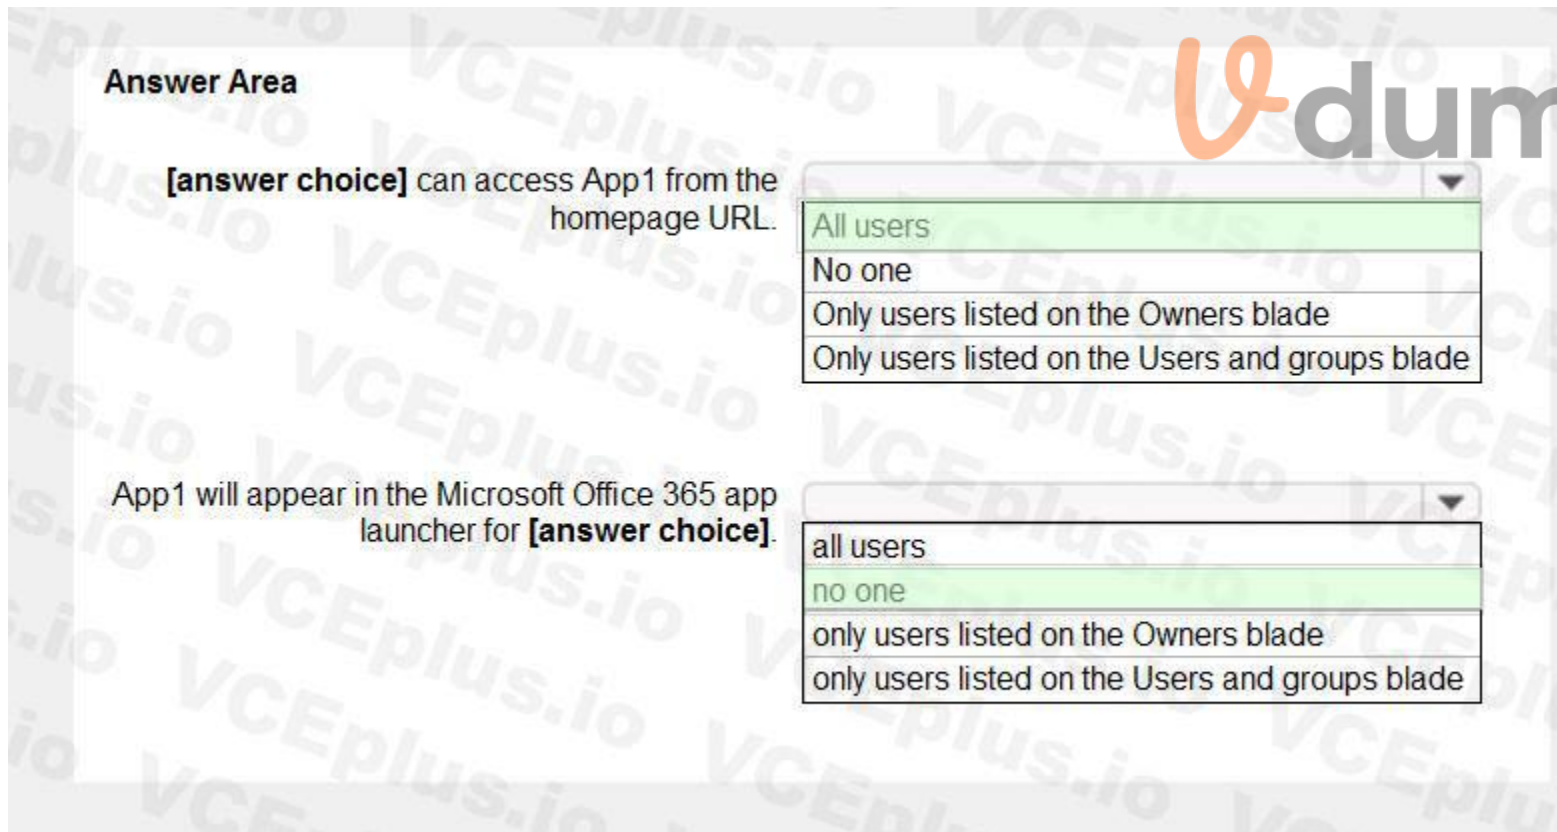 Answer Area
Vdum
[answer choice] can access App1 from the
homepage URL.
All users
No one
Only users listed on the Owners blade
Only users listed on the Users and groups blade
App1 will appear in the Microsoft Office 365 app
launcher for [answer choice].
all users
no one
only users listed on the Owners blade
only users listed on the Users and groups blade
VCEplus.io